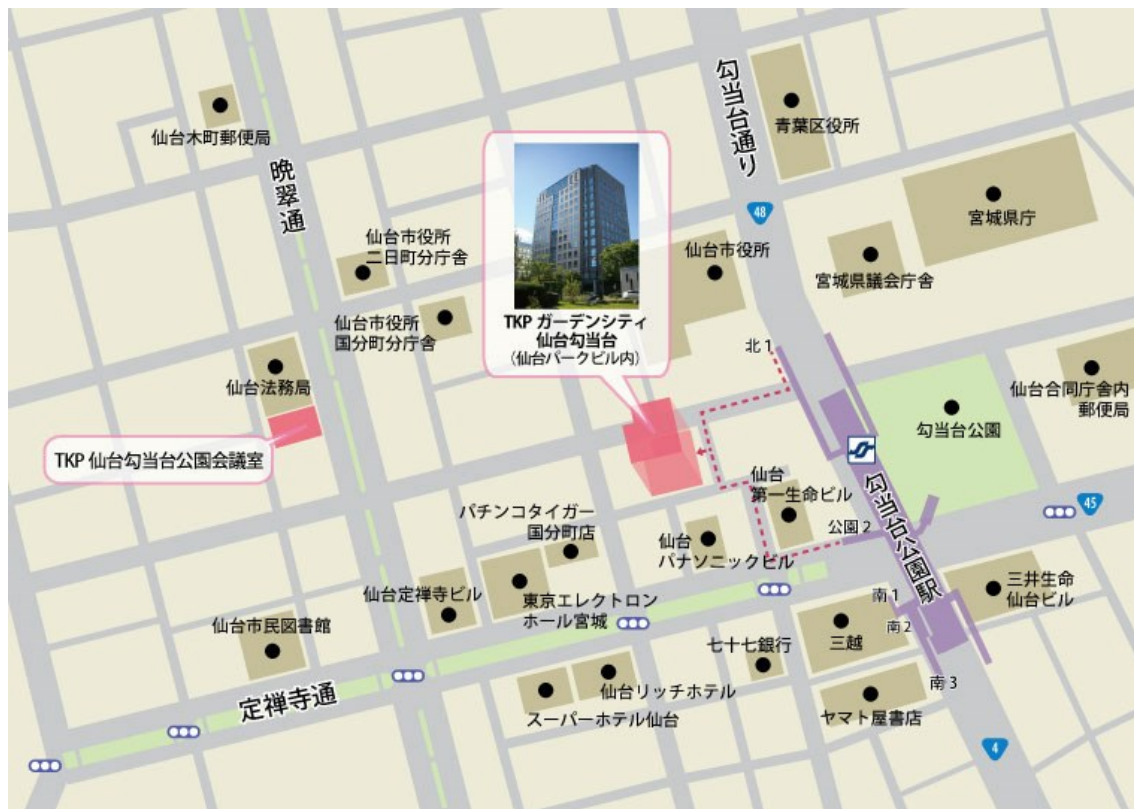 勾当台通り
青葉区役所
仙台木町郵便局
晩翠通
48
宮城県庁
仙台市役所
二日町分庁舎
仙台市役所
宮城県議会庁舎
仙台市役所
国分町分庁舎
TKP ガーデンシティ
仙台勾当台
(仙台パークビル内)
北1
仙台法務局
仙台合同庁舎内
郵便局
勾当台公園
TKP 仙台勾当台公園会議室
仙台
第一生命ビル
勾当台公園駅
45
パチンコタイガー
国分町店
公園2
仙台
パナソニックビル
仙台定禅寺ビル
東京エレクトロン
ホール宮城
三井生命
仙台ビル
南1
南2
仙台市民図書館
三越
七十七銀行
南3
仙台リッチホテル
スーパーホテル仙台
ヤマト屋書店
定禅寺通
4